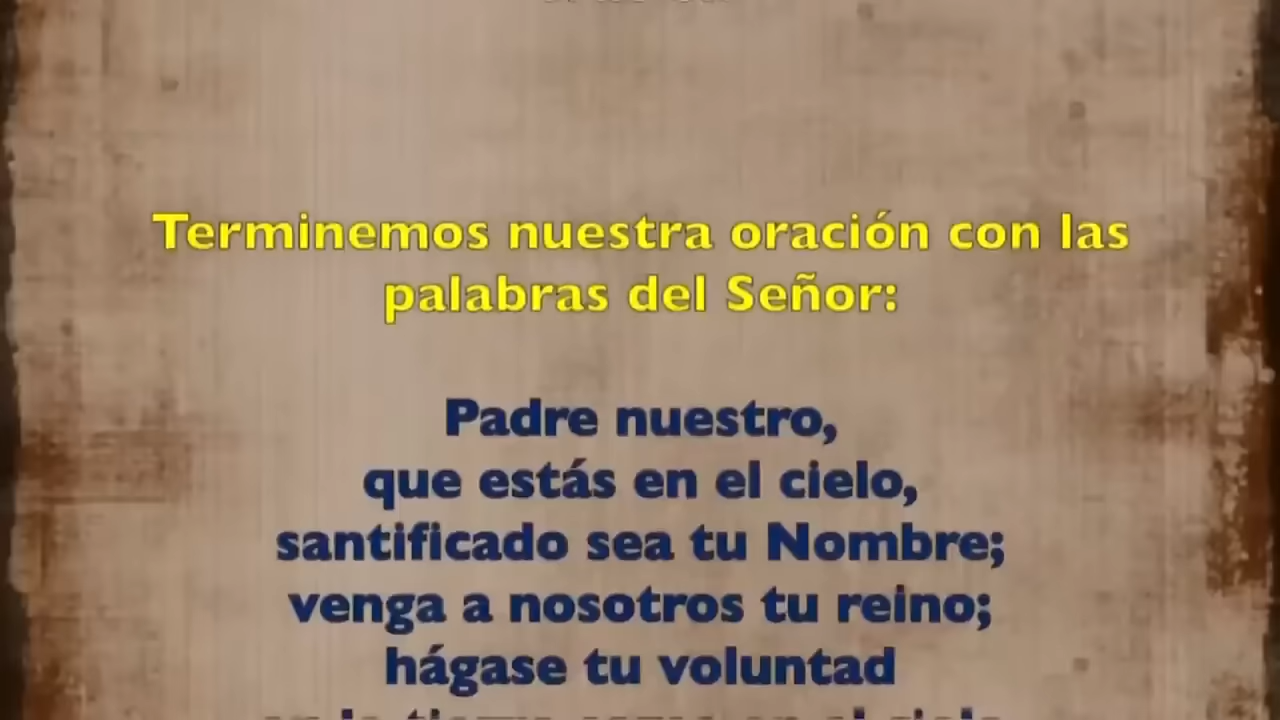 Terminemos nuestra oración con las
palabras del Señor:
Padre nuestro,
que estás en el cielo,
santificado sea tu Nombre;
venga a nosotros tu reino;
hágase tu voluntad